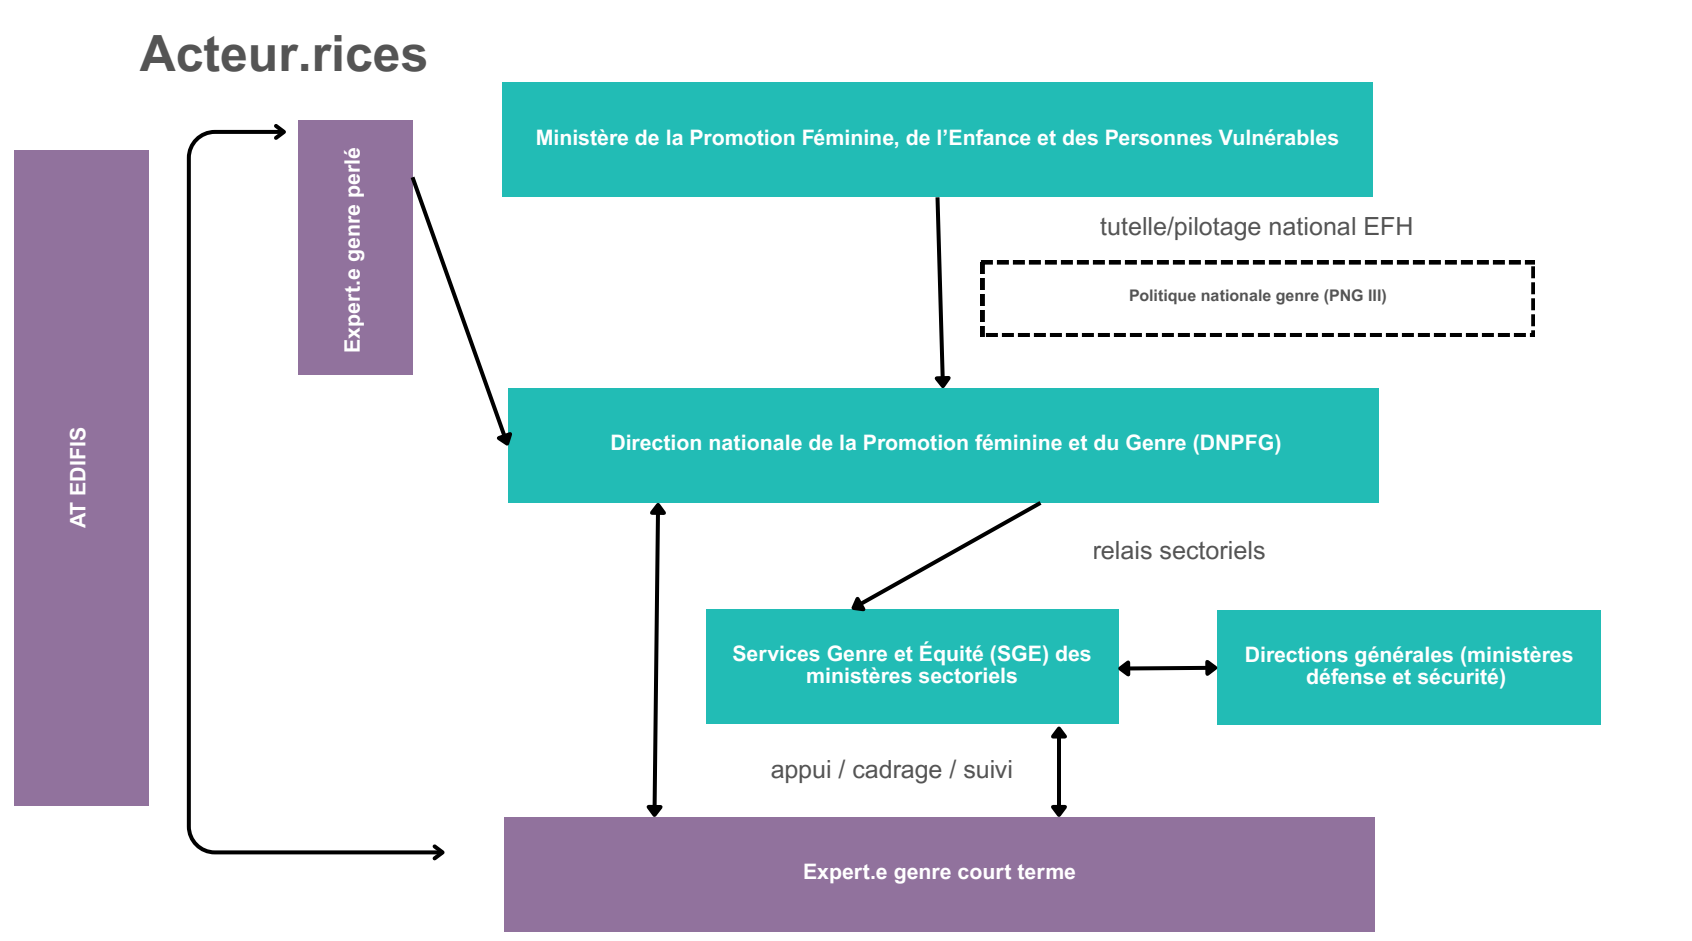 Acteur.rices
Ministère de la Promotion Féminine, de l’Enfance et des Personnes Vulnérables
Expert.e genre perlé
tutelle/pilotage national EFH
Politique nationale genre (PNG III)
AT EDIFIS
Direction nationale de la Promotion féminine et du Genre (DNPFG)
relais sectoriels
Services Genre et Équité (SGE) des
ministères sectoriels
Directions générales (ministères
défense et sécurité)
appui / cadrage / suivi
Expert.e genre court terme